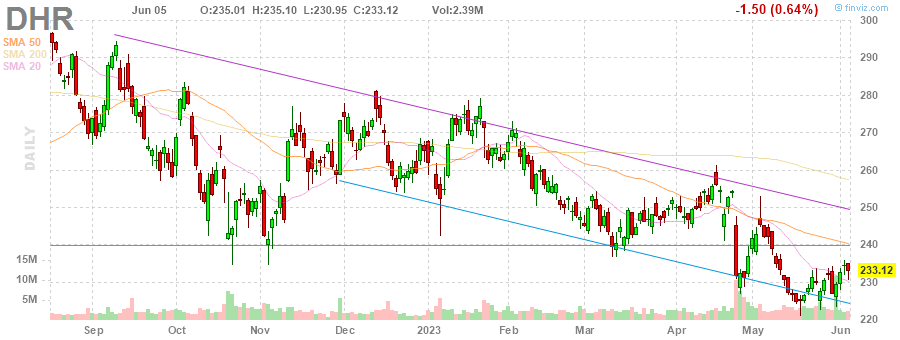 DHR Jun 05 O:235.01 H:235.10 L:230.95 C:233.12 Vol:2.39M -1.50 (0.64%) @ finviz.com
SMA 50
SMA 200
SMA 20
DAILY
300
290
280
270
260
250
240
233.12
230
220
15M
10M
5M
Sep Oct Nov Dec 2023 Feb Mar Apr May Jun